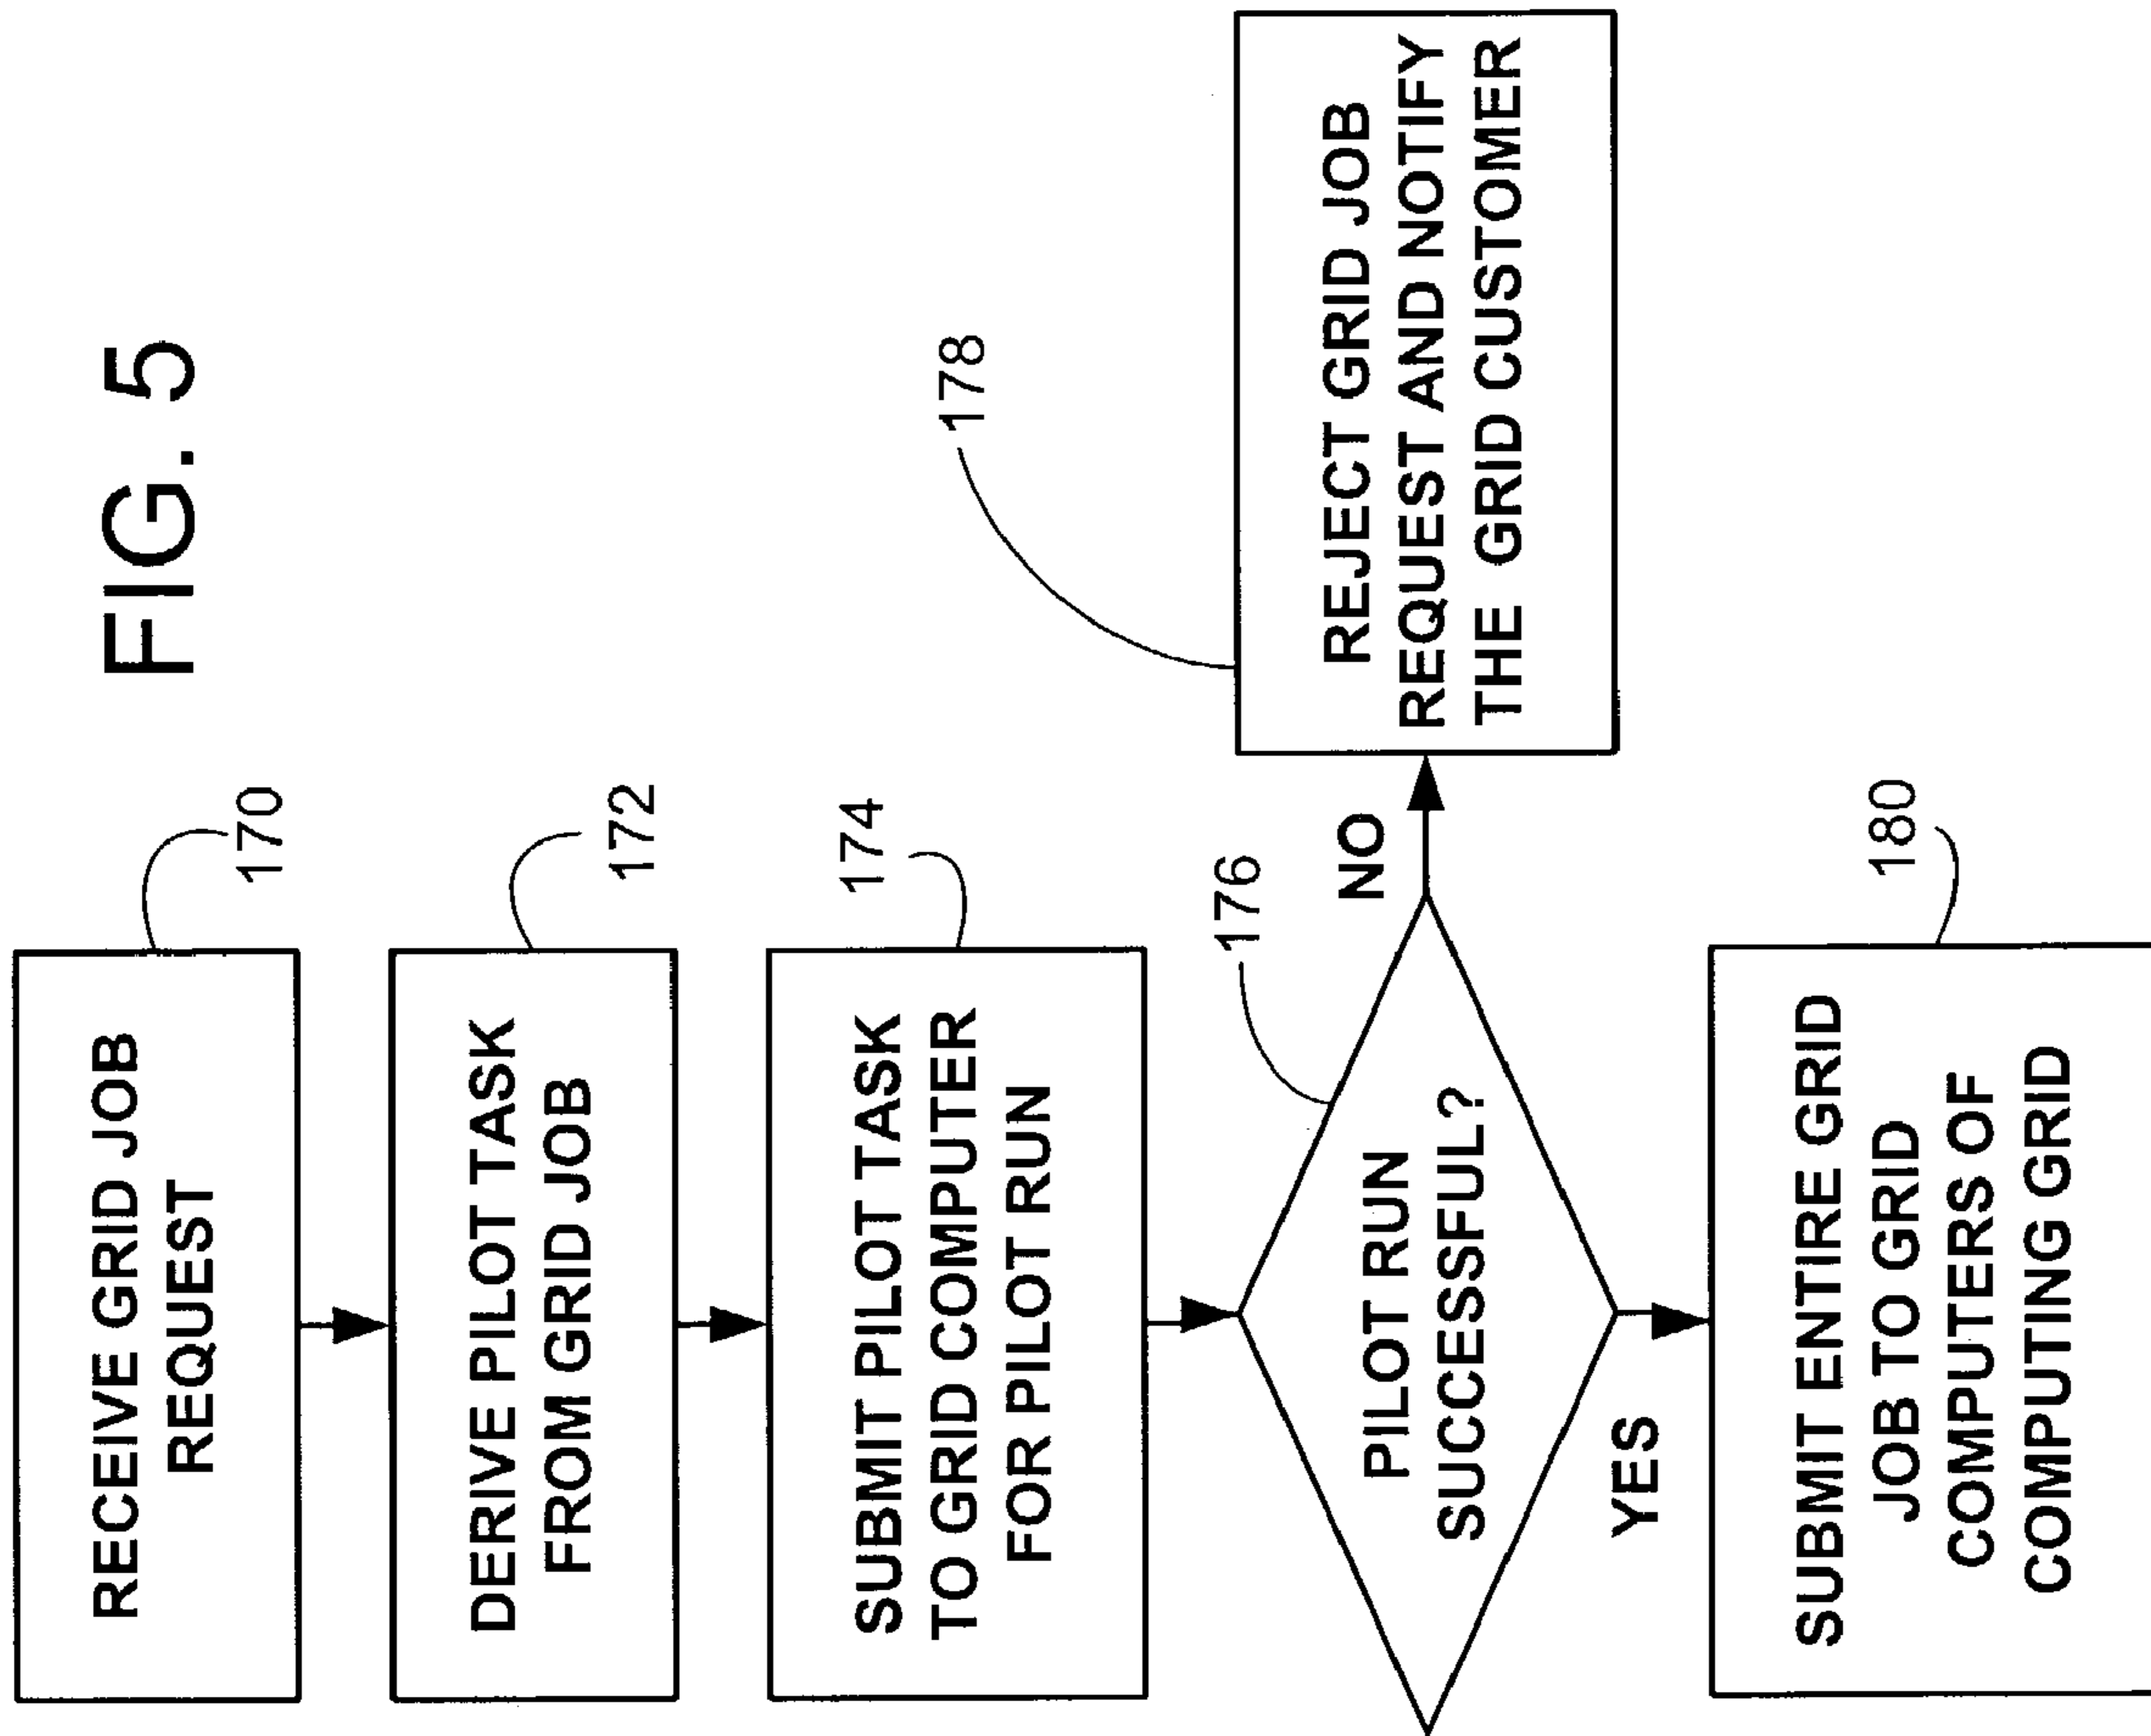 FIG. 5
RECEIVE GRID JOB
REQUEST
170
DERIVE PILOT TASK
FROM GRID JOB
172
SUBMIT PILOT TASK
TO GRID COMPUTER
FOR PILOT RUN
174
PILOT RUN
SUCCESSFUL?
176
NO
REJECT GRID JOB
REQUEST AND NOTIFY
THE GRID CUSTOMER
178
YES
SUBMIT ENTIRE GRID
JOB TO GRID
COMPUTERS OF
COMPUTING GRID
180